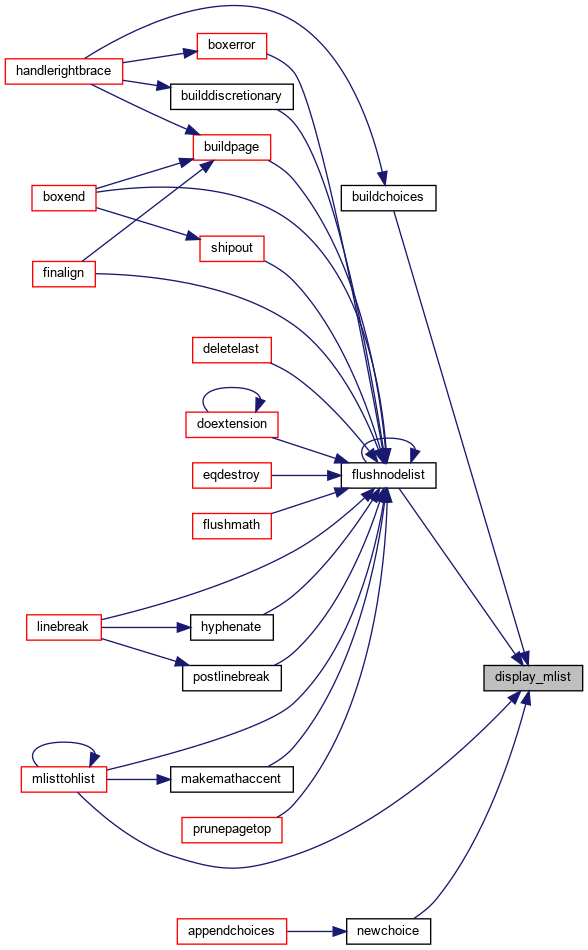 boxerror
handlerightbrace
builddiscretionary
buildpage
boxend
buildchoices
shipout
finalign
deletelast
doextension
eqdestroy
flushnodelist
flushmath
linebreak
hyphenate
postlinebreak
display_mlist
mlisttohlist
makemathaccent
prunepagetop
appendchoices
newchoice